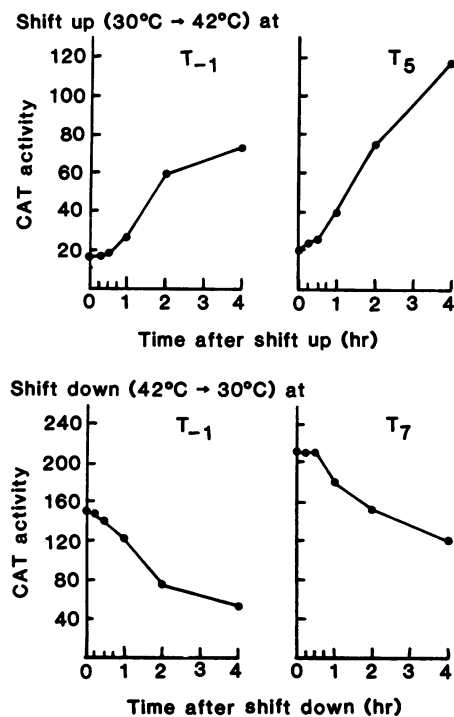 Shift up (30°C → 42°C) at
T-1
T5
CAT activity
120
100
80
60
40
20
0 1 2 3 4
0 1 2 3 4
Time after shift up (hr)
Shift down (42°C → 30°C) at
T-1
T7
CAT activity
240
200
160
120
80
40
0 1 2 3 4
0 1 2 3 4
Time after shift down (hr)